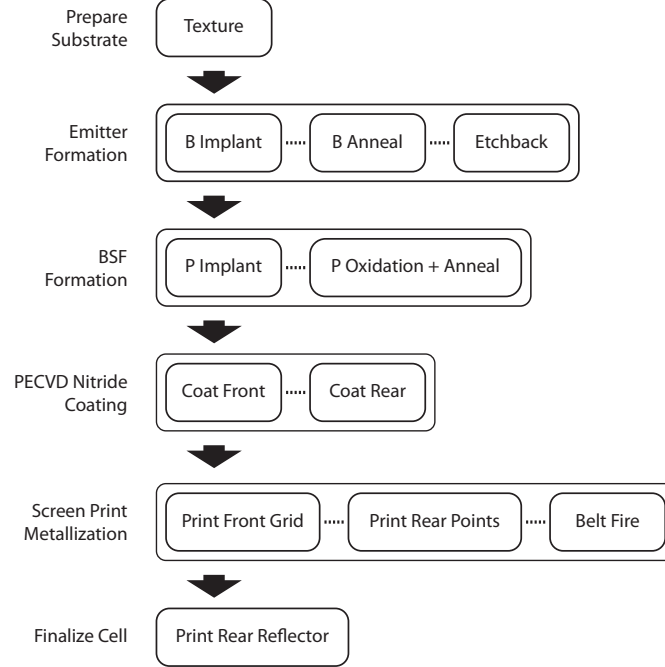 Prepare
Substrate
Texture
Emitter
Formation
B Implant
B Anneal
Etchback
BSF
Formation
P Implant
P Oxidation + Anneal
PECVD Nitride
Coating
Coat Front
Coat Rear
Screen Print
Metallization
Print Front Grid
Print Rear Points
Belt Fire
Finalize Cell
Print Rear Reflector